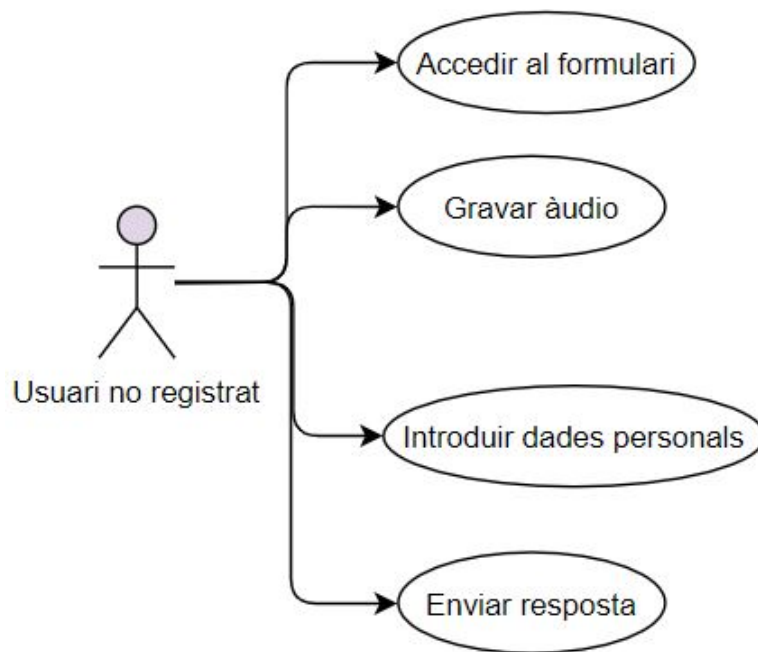 Accedir al formulari
Gravar àudio
Usuari no registrat
Introduir dades personals
Enviar resposta